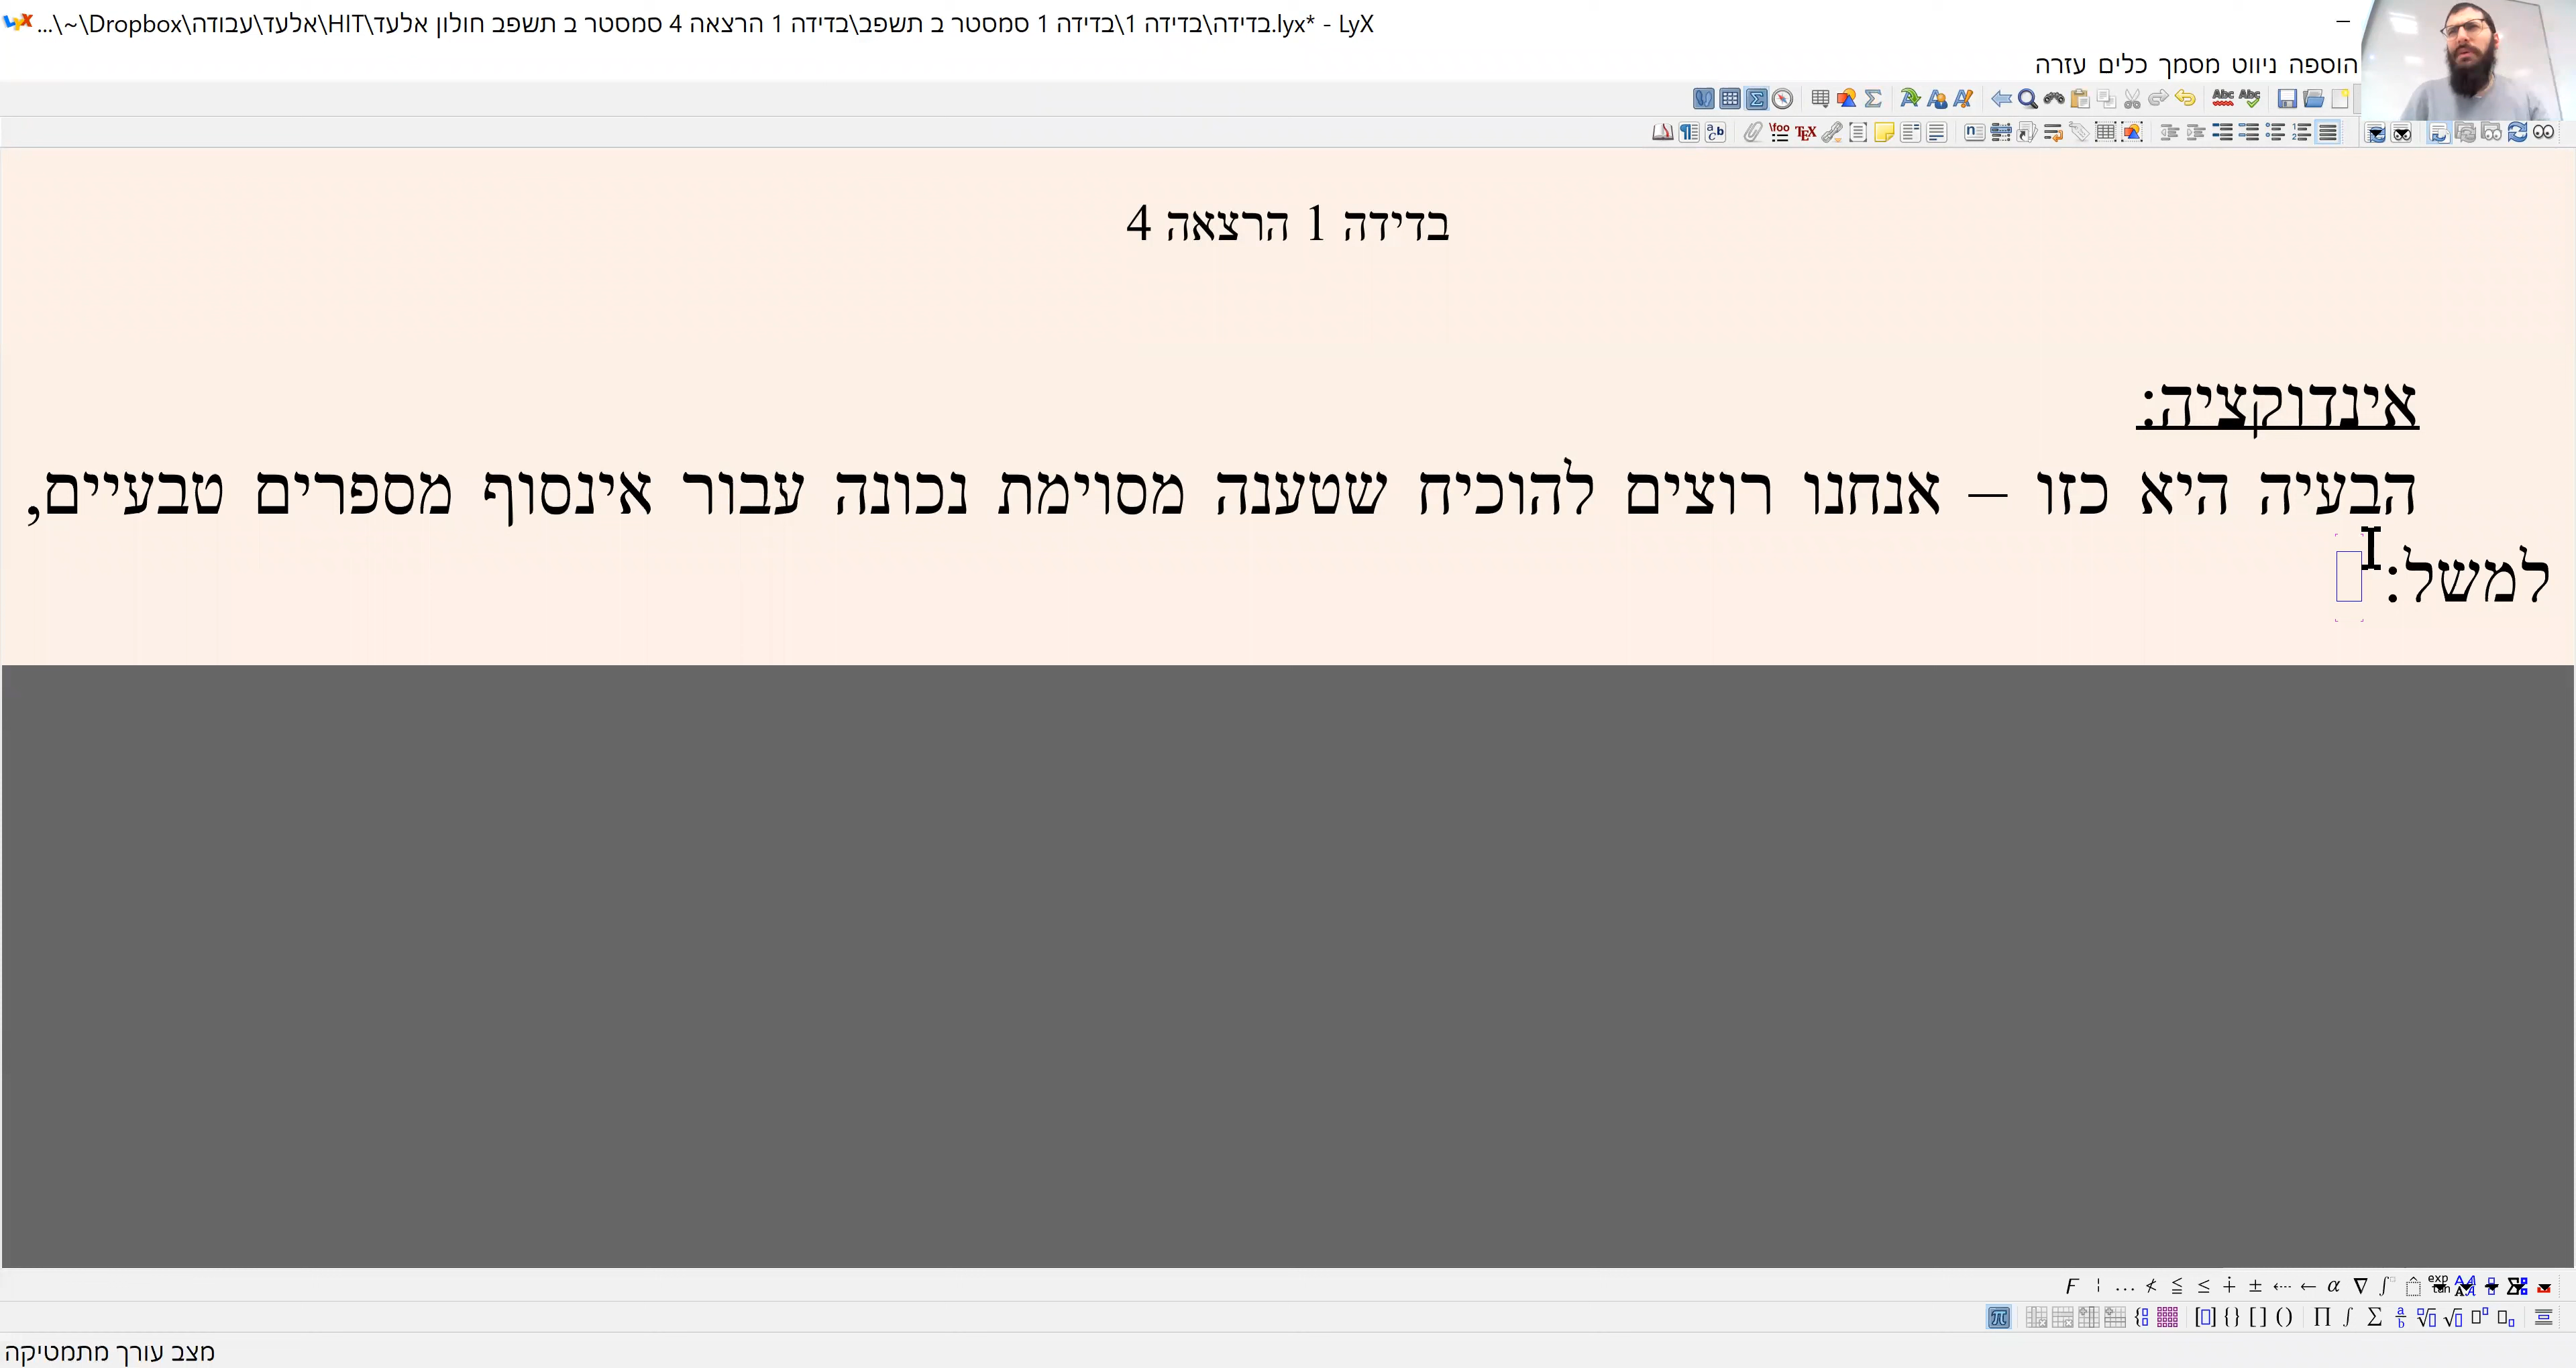 ...\~\Dropbox\אלעד\עבודה\HIT\בדידה\בדידה 1\בדידה 1 סמסטר ב תשפב\בדידה 1 הרצאה 4 סמסטר ב תשפב חולון אלעד.lyx* - LyX
הוספה ניווט מסמך כלים עזרה
בדידה 1 הרצאה 4
אינדוקציה:
הבעיה היא כזו – אנחנו רוצים להוכיח שטענה מסוימת נכונה עבור אינסוף מספרים טבעיים,
למשל:
מצב עורך מתמטיקה